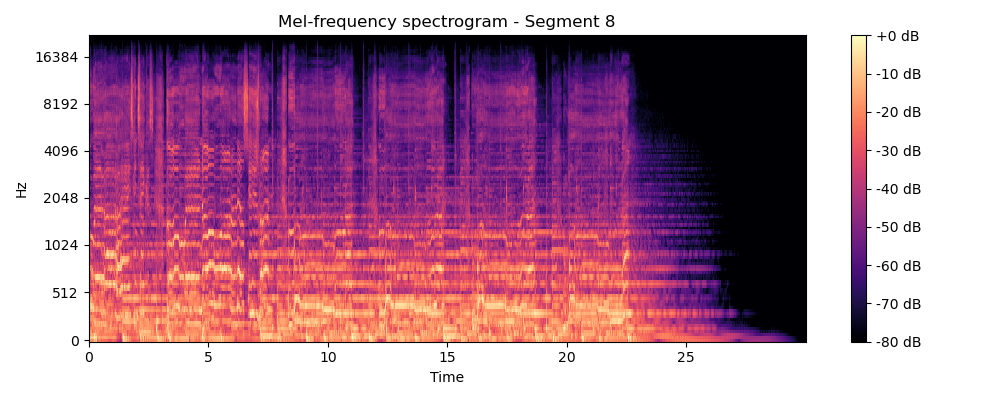 Mel-frequency spectrogram - Segment 8
Hz
16384
8192
4096
2048
1024
512
0
0 5 10 15 20 25
Time
+0 dB
-10 dB
-20 dB
-30 dB
-40 dB
-50 dB
-60 dB
-70 dB
-80 dB